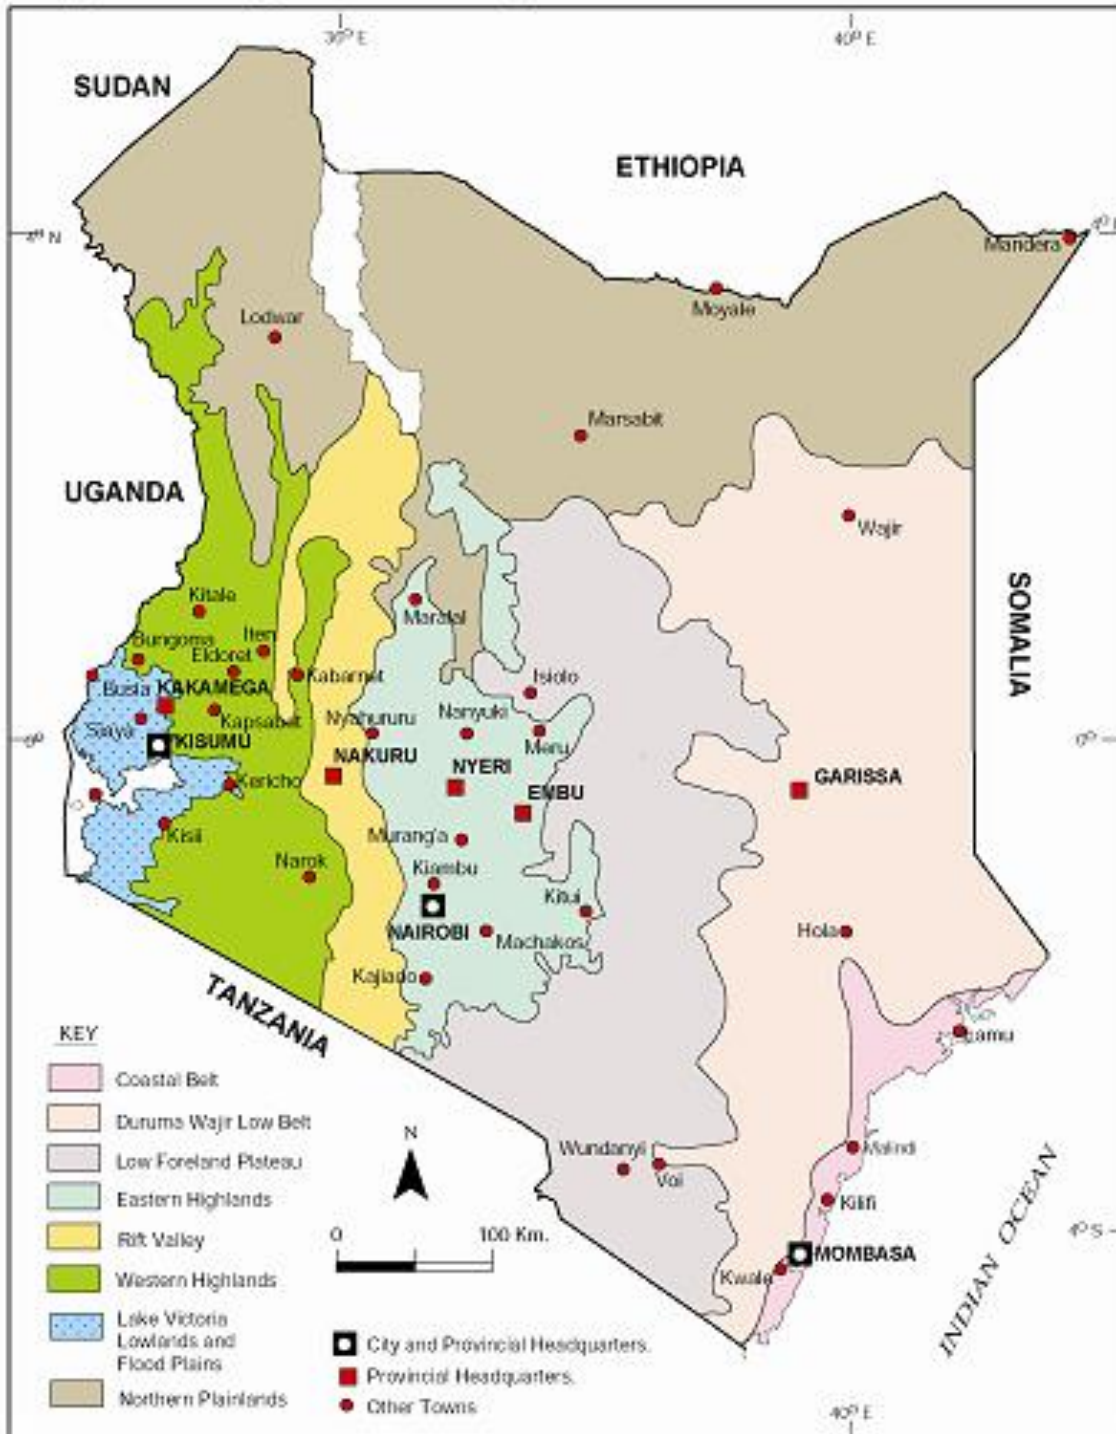 36° E
40° E
SUDAN
ETHIOPIA
4° N
Mandera
Moyale
Lodwar
Marsabit
UGANDA
Wajir
SOMALIA
Kitale
Maralal
Bungoma
Iten
Eldoret
Busia
KAKAMEGA
Kabarnet
Isiolo
Siaya
Kapsabet
Nyahururu
Nanyuki
Meru
0°
KISUMU
0°
NAKURU
NYERI
GARISSA
Kericho
EMBU
Kisii
Murang'a
Narok
Kiambu
Kitui
NAIROBI
Machakos
Hola
Kajiado
TANZANIA
KEY
Coastal Belt
Duruma Wajir Low Belt
Low Foreland Plateau
Eastern Highlands
Rift Valley
Western Highlands
Lake Victoria
Lowlands and
Flood Plains
Northern Plainlands
N
0 100 Km.
City and Provincial Headquarters.
Provincial Headquarters.
Other Towns
Wundanyi
Voi
Malindi
Kilifi
MOMBASA
Kwale
4° S
INDIAN OCEAN
40° E